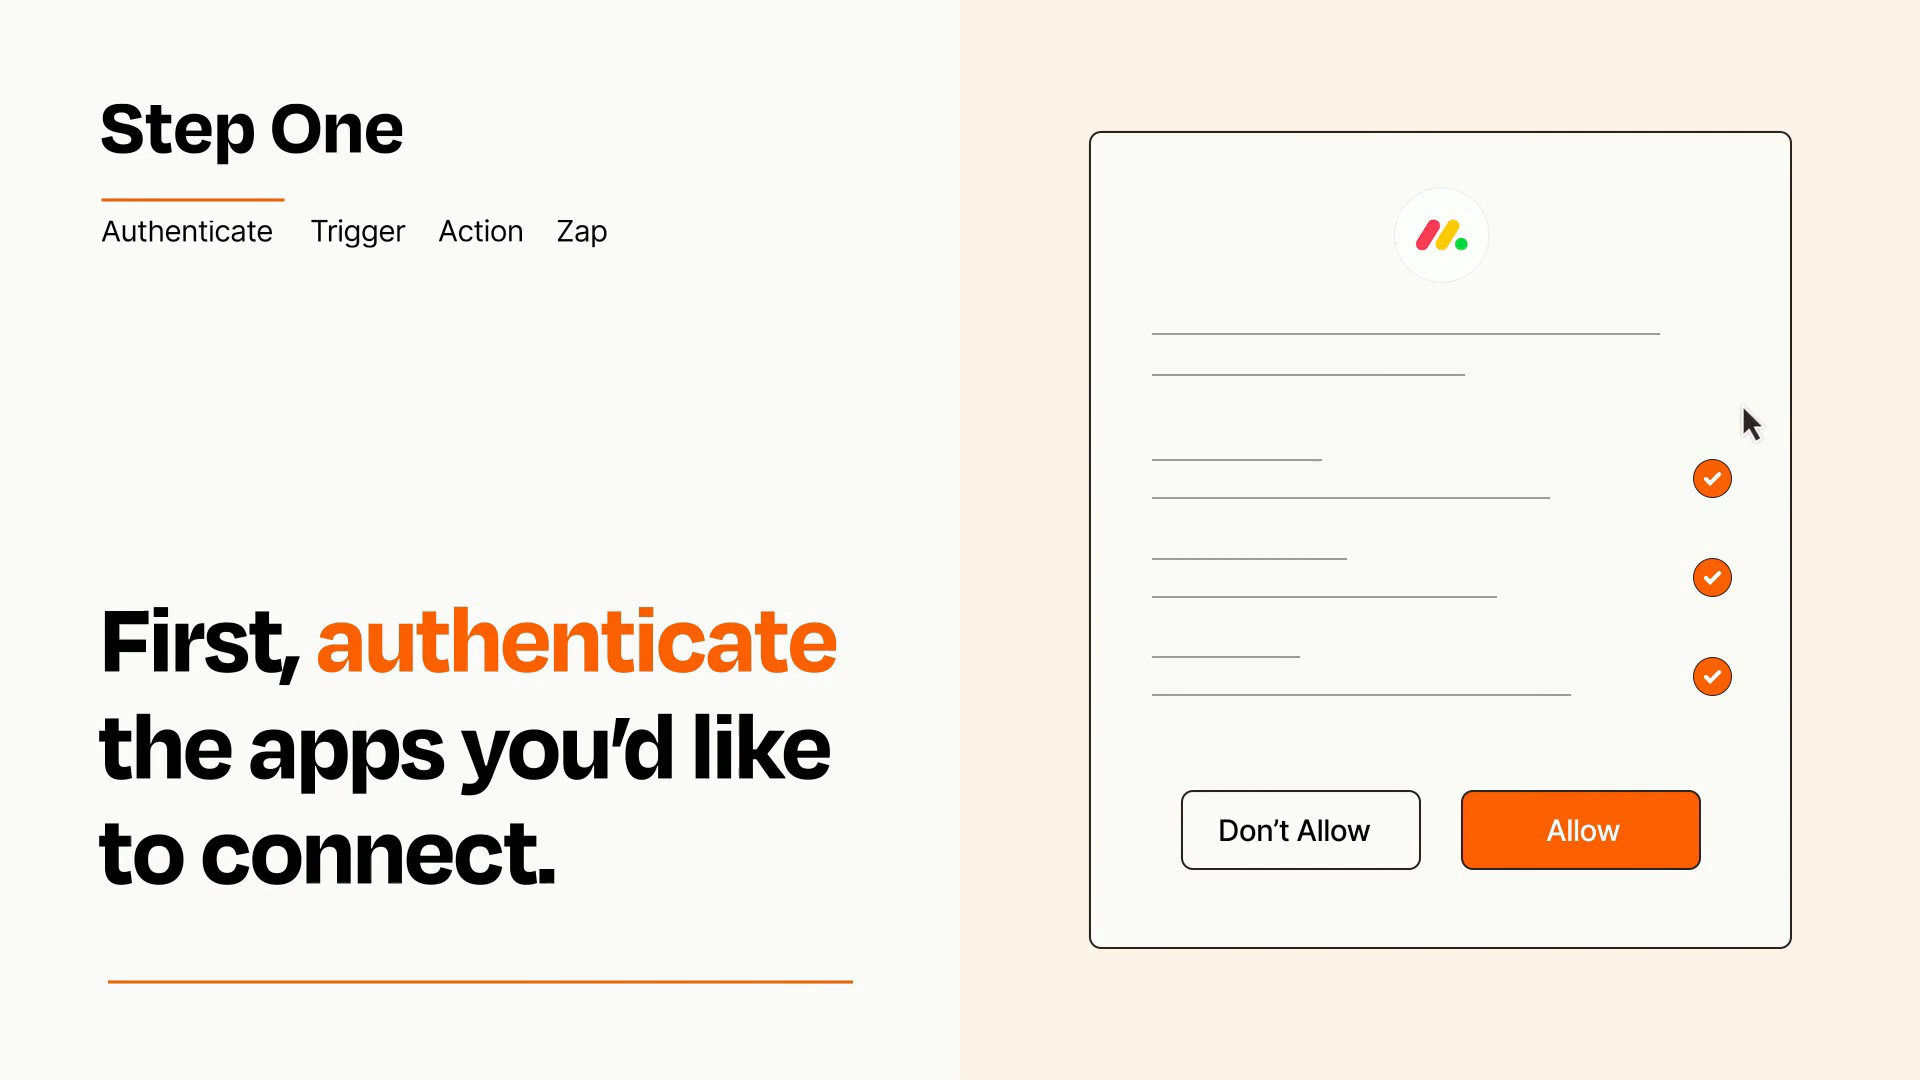 Step One
Authenticate Trigger Action Zap
First, authenticate
the apps you’d like
to connect.
Don’t Allow
Allow